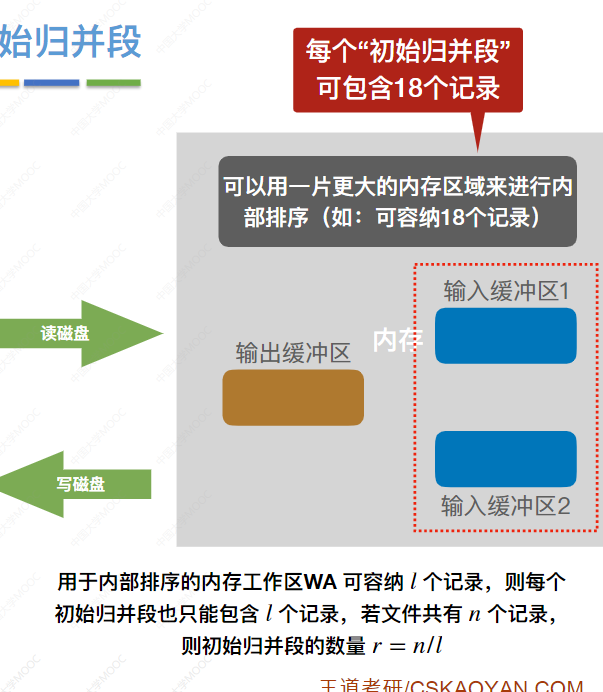 始归并段
每个“初始归并段”
可包含18个记录
可以用一片更大的内存区域来进行内
部排序（如：可容纳18个记录）
输入缓冲区1
读磁盘
内存
输出缓冲区
写磁盘
输入缓冲区2
用于内部排序的内存工作区WA 可容纳 l 个记录，则每个
初始归并段也只能包含 l 个记录，若文件共有 n 个记录，
则初始归并段的数量 r = n/l
王道考研/CSKAOYAN.COM